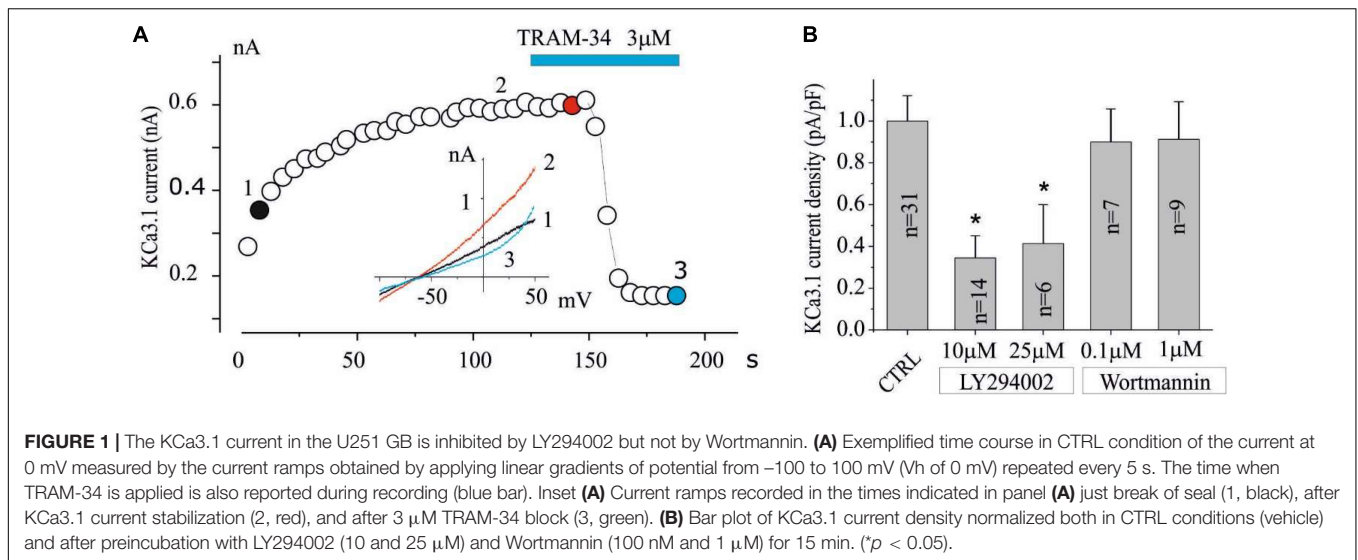 A
nA
TRAM-34 3μM
KCa3.1 current (nA)
0.6
0.4
0.2
1
2
3
nA
1
2
1
3
-50
50
mV
0
50
100
150
200
s
B
KCa3.1 current density (pA/pF)
1.0
0.8
0.6
0.4
0.2
0.0
n=31
*
n=14
*
n=6
n=7
n=9
CTRL
10μM 25μM 0.1μM 1μM
LY294002 Wortmannin
FIGURE 1 | The KCa3.1 current in the U251 GB is inhibited by LY294002 but not by Wortmannin. (A) Exemplified time course in CTRL condition of the current at
0 mV measured by the current ramps obtained by applying linear gradients of potential from –100 to 100 mV (Vh of 0 mV) repeated every 5 s. The time when
TRAM-34 is applied is also reported during recording (blue bar). Inset (A) Current ramps recorded in the times indicated in panel (A) just break of seal (1, black), after
KCa3.1 current stabilization (2, red), and after 3 μM TRAM-34 block (3, green). (B) Bar plot of KCa3.1 current density normalized both in CTRL conditions (vehicle)
and after preincubation with LY294002 (10 and 25 μM) and Wortmannin (100 nM and 1 μM) for 15 min. (*p < 0.05).